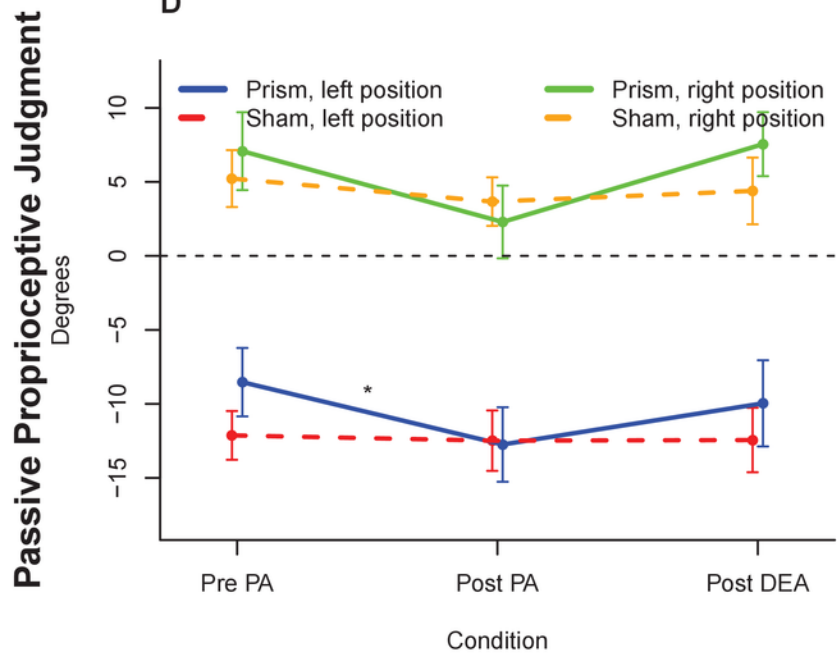 D
Prism, left position
Prism, right position
Sham, left position
Sham, right position
Passive Proprioceptive Judgment
Degrees
10
5
0
−5
−10
−15
*
Pre PA
Post PA
Post DEA
Condition